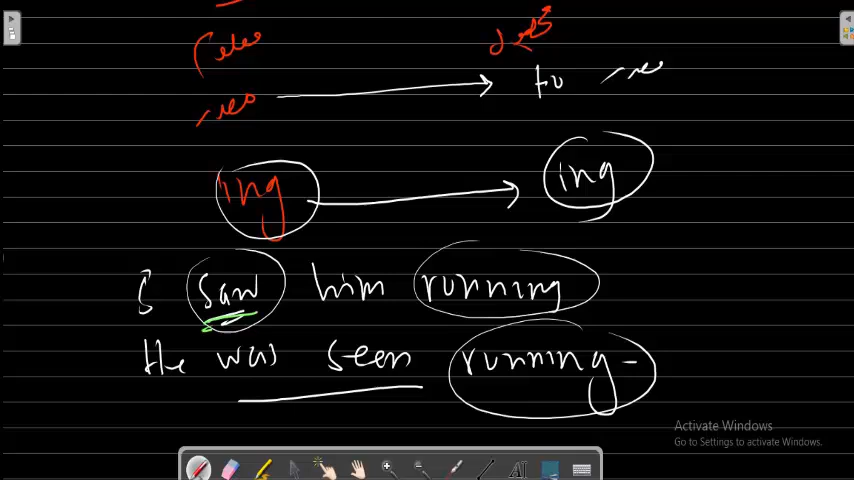 to
ing ing
I saw him running
He was seen running-
Activate Windows
Go to Settings to activate Windows.